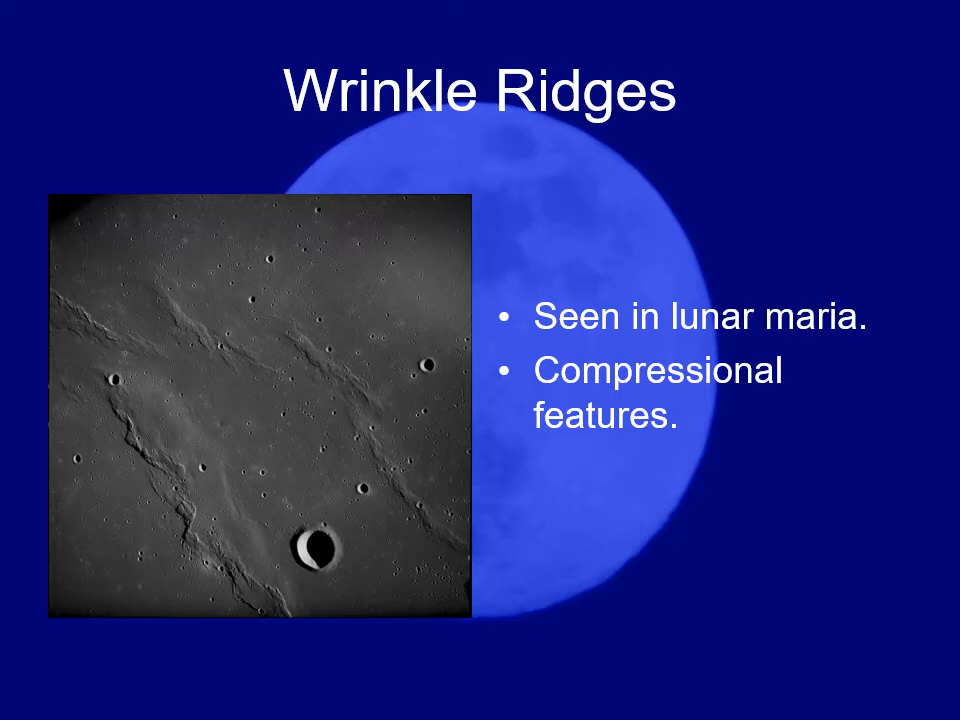 Wrinkle Ridges
• Seen in lunar maria.
• Compressional
features.